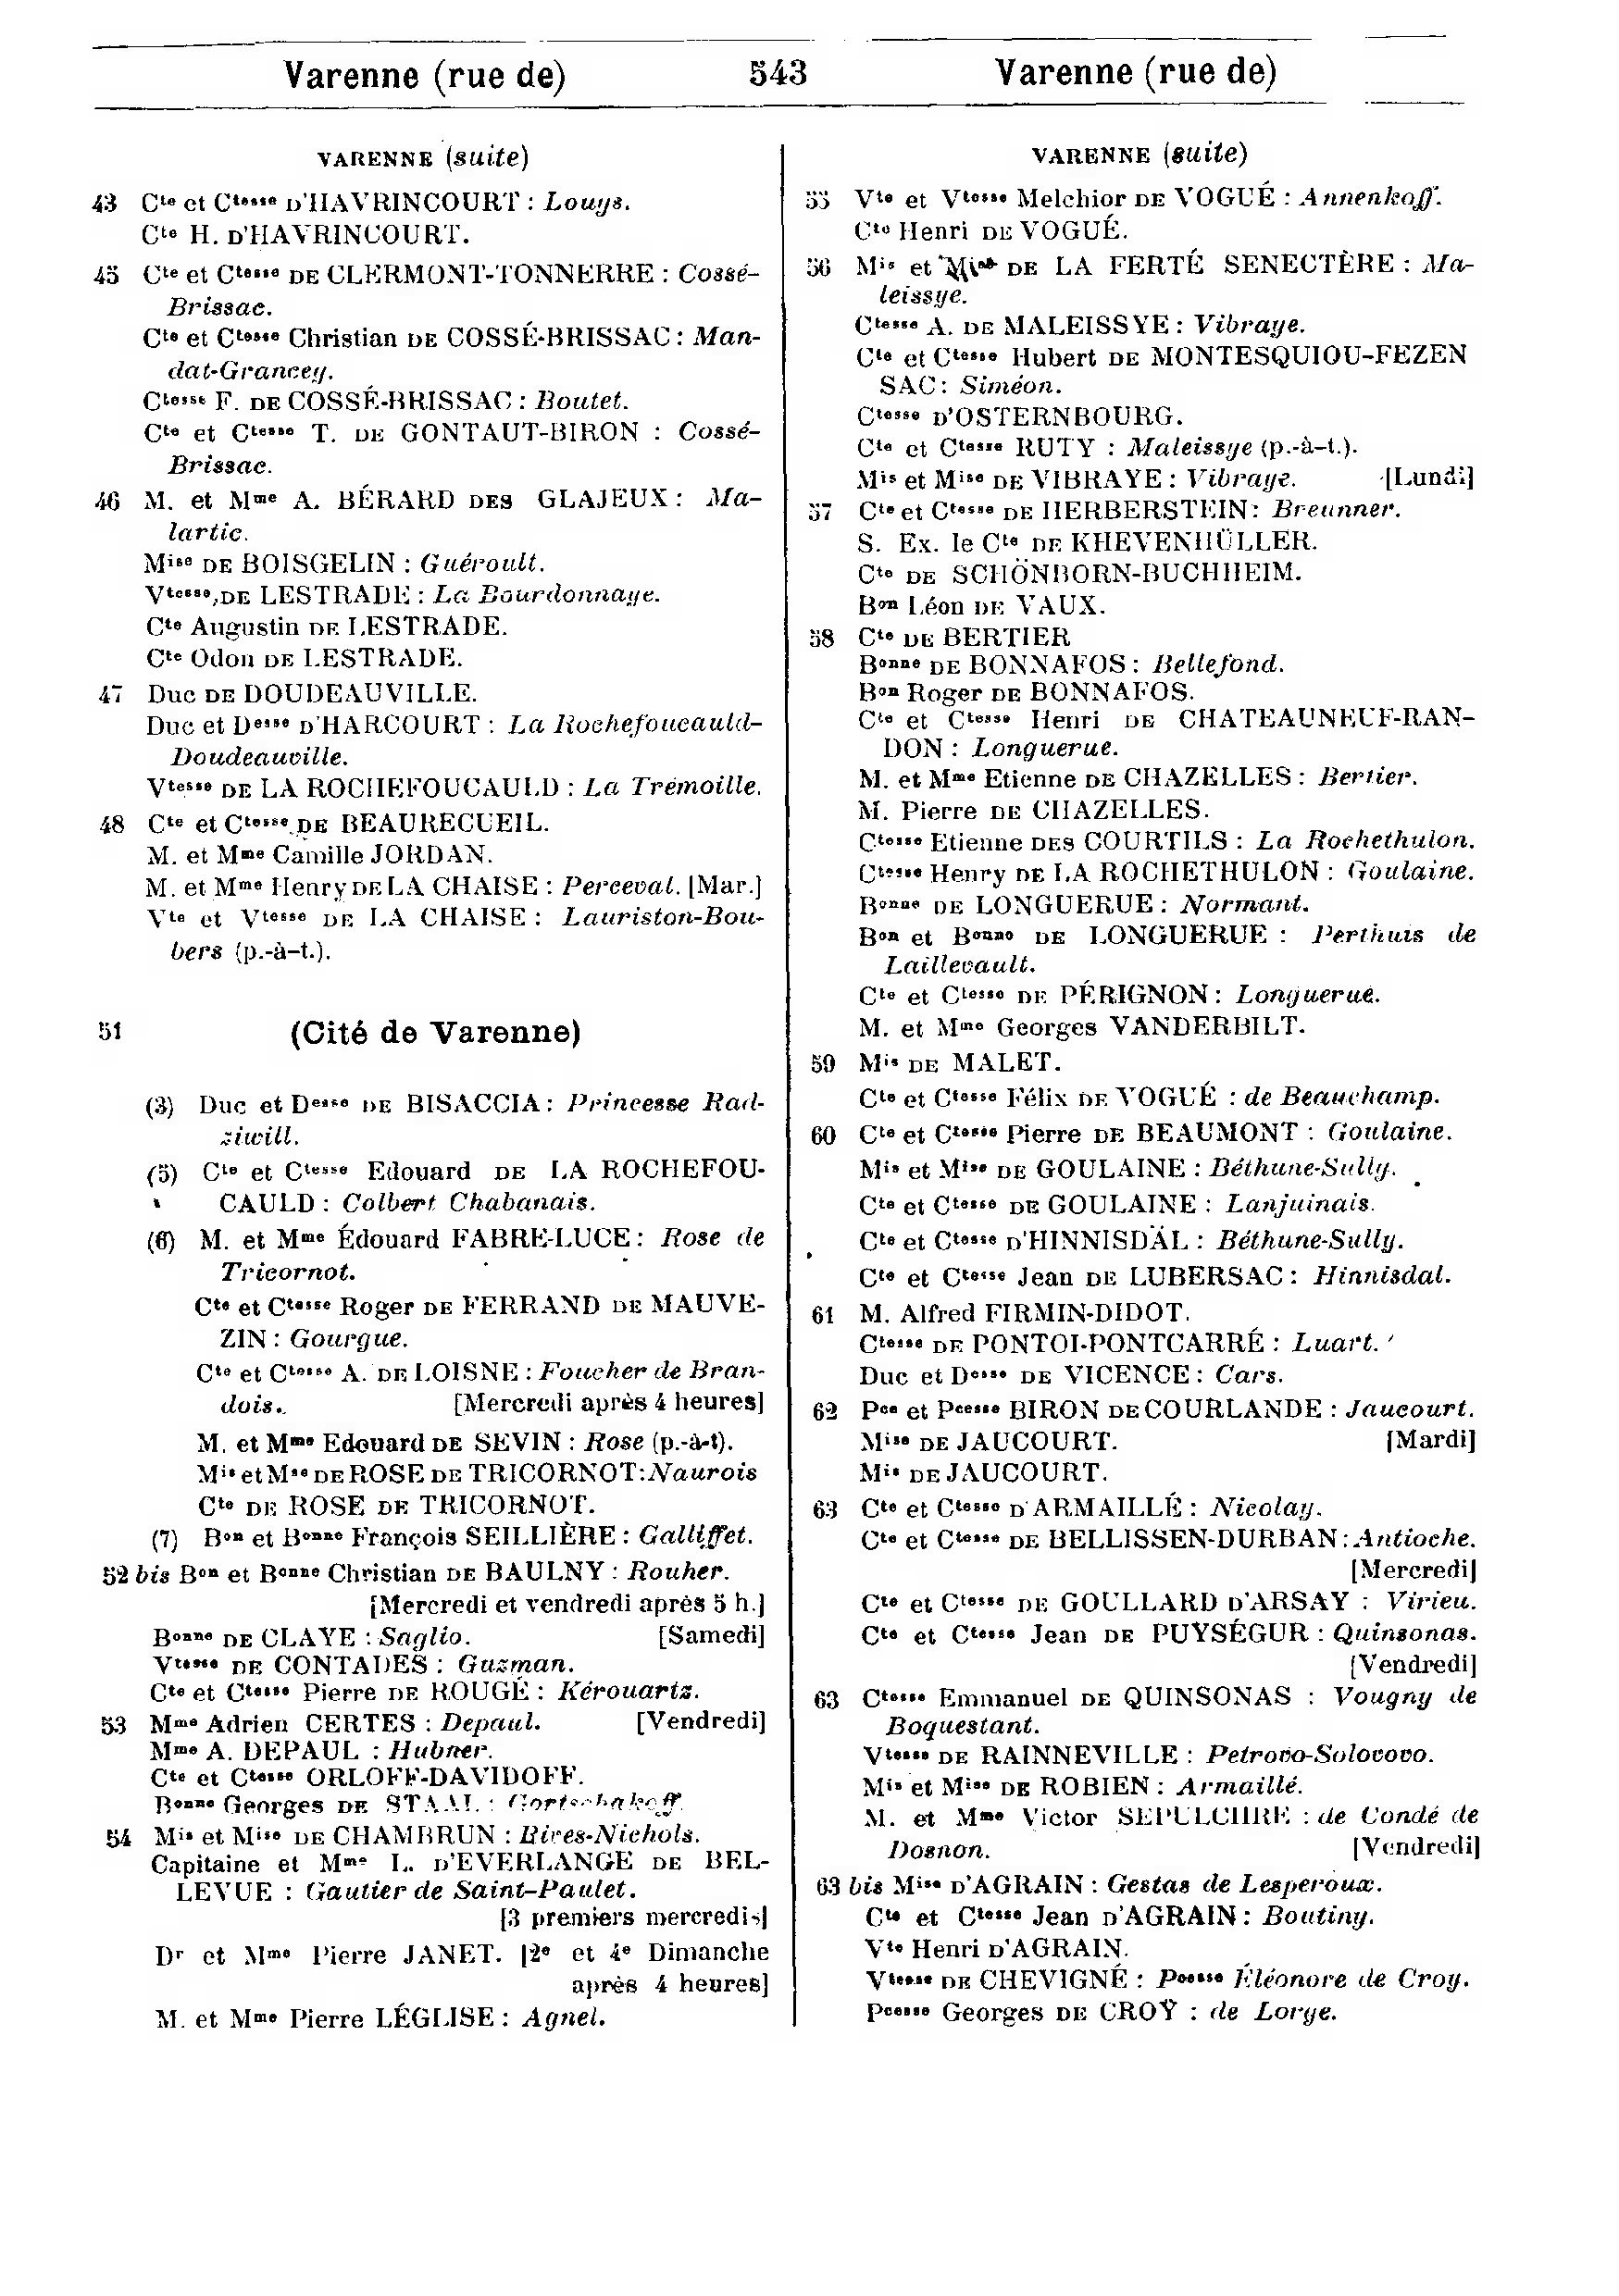 Varenne (rue de) 543 Varenne (rue de)
VARENNE (suite)
43 Cte et Ctesse D'HAVRINCOURT : Louys.
Cte H. D'HAVRINCOURT.
45 Cte et Ctesse DE CLERMONT-TONNERRE : Cossé-
Brissac.
Cte et Ctesse Christian DE COSSÉ-BRISSAC : Man-
dat-Grancey.
Ctesse F. DE COSSÉ-BRISSAC : Boutet.
Cte et Ctesse T. DE GONTAUT-BIRON : Cossé-
Brissac.
46 M. et Mme A. BÉRARD DES GLAJEUX : Ma-
lartic.
Mise DE BOISGELIN : Guéroult.
Vtesse DE LESTRADE : La Bourdonnaye.
Cte Augustin DE LESTRADE.
Cte Odon DE LESTRADE.
47 Duc DE DOUDEAUVILLE.
Duc et Desse D'HARCOURT : La Rochefoucauld-
Doudeauville.
Vtesse DE LA ROCHEFOUCAULD : La Trémoille.
48 Cte et Ctesse DE BEAURECUEIL.
M. et Mme Camille JORDAN.
M. et Mme Henry DE LA CHAISE : Perceval. [Mar.]
Vte et Vtesse DE LA CHAISE : Lauriston-Bou-
bers (p.-à-t.).
51 (Cité de Varenne)
(3) Duc et Desse DE BISACCIA : Princesse Rad-
ziwill.
(5) Cte et Ctesse Edouard DE LA ROCHEFOU-
CAULD : Colbert Chabanais.
(6) M. et Mme Édouard FABRE-LUCE : Rose de
Tricornot.
Cte et Ctesse Roger DE FERRAND DE MAUVE-
ZIN : Gourgue.
Cte et Ctesse A. DE LOISNE : Foucher de Bran-
dois. [Mercredi après 4 heures]
M. et Mme Edouard DE SEVIN : Rose (p.-à-t).
Mis et Mse DE ROSE DE TRICORNOT : Naurois
Cte DE ROSE DE TRICORNOT.
(7) Bon et Bonne François SEILLIÈRE : Galliffet.
52 bis Bon et Bonne Christian DE BAULNY : Rouher.
[Mercredi et vendredi après 5 h.]
Bonne DE CLAYE : Saglio. [Samedi]
Vtesse DE CONTADES : Guzman.
Cte et Ctesse Pierre DE ROUGÉ : Kérouartz.
53 Mme Adrien CERTES : Depaul. [Vendredi]
Mme A. DEPAUL : Hubner.
Cte et Ctesse ORLOFF-DAVIDOFF.
Bonne Georges DE STAAL : Gortschakoff.
54 Mis et Mise DE CHAMBRUN : Rives-Nichols.
Capitaine et Mme L. D'EVERLANGE DE BEL-
LEVUE : Gautier de Saint-Paulet.
[3 premiers mercredis]
Dr et Mme Pierre JANET. [2e et 4e Dimanche
après 4 heures]
M. et Mme Pierre LÉGLISE : Agnel.
VARENNE (suite)
55 Vte et Vtesse Melchior DE VOGUÉ : Annenkoff.
Cte Henri DE VOGUÉ.
56 Mis et Mise DE LA FERTÉ SENECTÈRE : Ma-
leissye.
Ctesse A. DE MALEISSYE : Vibraye.
Cte et Ctesse Hubert DE MONTESQUIOU-FEZEN
SAC : Siméon.
Ctesse D'OSTERNBOURG.
Cte et Ctesse RUTY : Maleissye (p.-à-t.).
Mis et Mise DE VIBRAYE : Vibraye. [Lundi]
57 Cte et Ctesse DE HERBERSTEIN : Breunner.
S. Ex. le Cte DE KHEVENHÜLLER.
Cte DE SCHÖNBORN-BUCHHEIM.
Bon Léon DE VAUX.
58 Cte DE BERTIER
Bonne DE BONNAFOS : Bellefond.
Bon Roger DE BONNAFOS.
Cte et Ctesse Henri DE CHATEAUNEUF-RAN-
DON : Longuerue.
M. et Mme Etienne DE CHAZELLES : Bertier.
M. Pierre DE CHAZELLES.
Ctesse Etienne DES COURTILS : La Rochethulon.
Ctesse Henry DE LA ROCHETHULON : Goulaine.
Bonne DE LONGUERUE : Normant.
Bon et Bonne DE LONGUERUE : Perthuis de
Laillevault.
Cte et Ctesse DE PÉRIGNON : Longuerue.
M. et Mme Georges VANDERBILT.
59 Mis DE MALET.
Cte et Ctesse Félix DE VOGUÉ : de Beauchamp.
60 Cte et Ctesse Pierre DE BEAUMONT : Goulaine.
Mis et Mise DE GOULAINE : Béthune-Sully.
Cte et Ctesse DE GOULAINE : Lanjuinais.
Cte et Ctesse D'HINNISDÄL : Béthune-Sully.
Cte et Ctesse Jean DE LUBERSAC : Hinnisdal.
61 M. Alfred FIRMIN-DIDOT.
Ctesse DE PONTOI-PONTCARRÉ : Luart.
Duc et Desse DE VICENCE : Cars.
62 Pce et Pcesse BIRON DE COURLANDE : Jaucourt.
Mise DE JAUCOURT. [Mardi]
Mis DE JAUCOURT.
63 Cte et Ctesse D'ARMAILLÉ : Nicolay.
Cte et Ctesse DE BELLISSEN-DURBAN : Antioche.
[Mercredi]
Cte et Ctesse DE GOULLARD D'ARSAY : Virieu.
Cte et Ctesse Jean DE PUYSÉGUR : Quinsonas.
[Vendredi]
63 Ctesse Emmanuel DE QUINSONAS : Vougny de
Boquestant.
Vtesse DE RAINNEVILLE : Petrovo-Solovovo.
Mis et Mise DE ROBIEN : Armaillé.
M. et Mme Victor SEPULCHRE : de Condé de
Dosnon. [Vendredi]
63 bis Mise D'AGRAIN : Gestas de Lesperoux.
Cte et Ctesse Jean D'AGRAIN : Boutiny.
Vte Henri D'AGRAIN.
Vtesse DE CHEVIGNÉ : Pcesse Éléonore de Croy.
Pcesse Georges DE CROŸ : de Lorge.